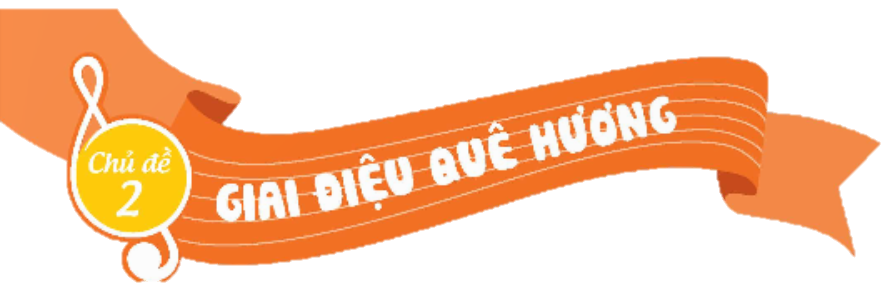 Chủ đề
2
GIAI ĐIỆU QUÊ HƯƠNG